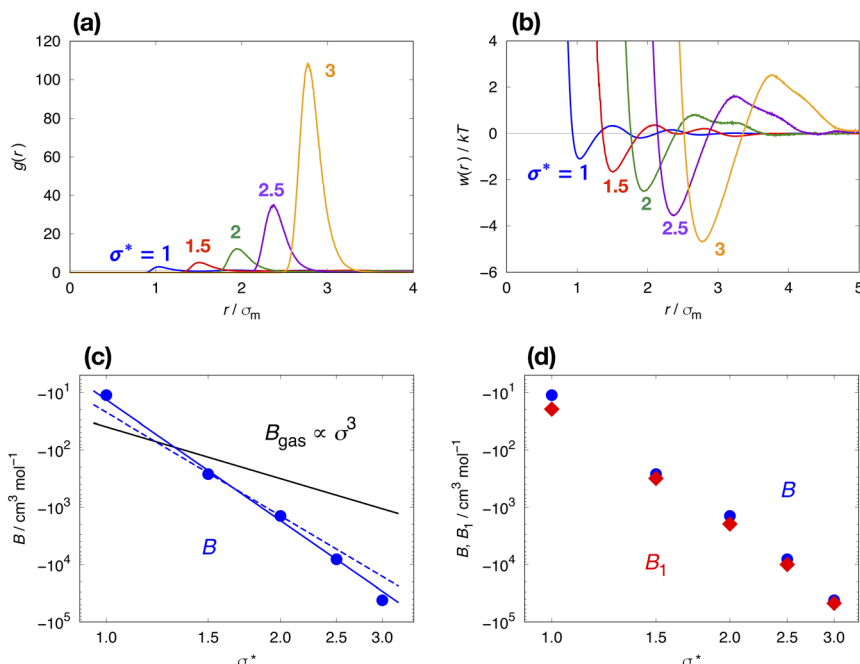 (a)
120
100
80
60
40
20
0
g(r)
σ* = 1
1.5
2
2.5
3
0 1 2 3 4
r / σm
(b)
4
2
0
−2
−4
−6
w(r) / kT
σ* = 1
1.5
2
2.5
3
0 1 2 3 4 5
r / σm
(c)
−10¹
−10²
−10³
−10⁴
−10⁵
B / cm³ mol⁻¹
Bgas ∝ σ³
B
1.0 1.5 2.0 2.5 3.0
σ*
(d)
−10¹
−10²
−10³
−10⁴
−10⁵
B, B₁ / cm³ mol⁻¹
B
B₁
1.0 1.5 2.0 2.5 3.0
σ*